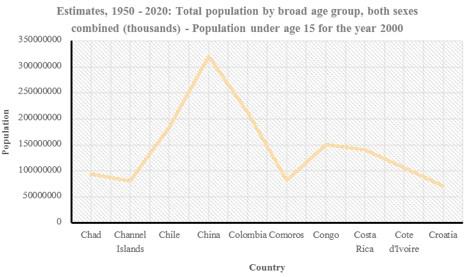 Estimates, 1950 - 2020: Total population by broad age group, both sexes
combined (thousands) - Population under age 15 for the year 2000
350000000
300000000
250000000
200000000
150000000
100000000
50000000
0
Population
Chad Channel Islands Chile China Colombia Comoros Congo Costa Rica Cote d'Ivoire Croatia
Country